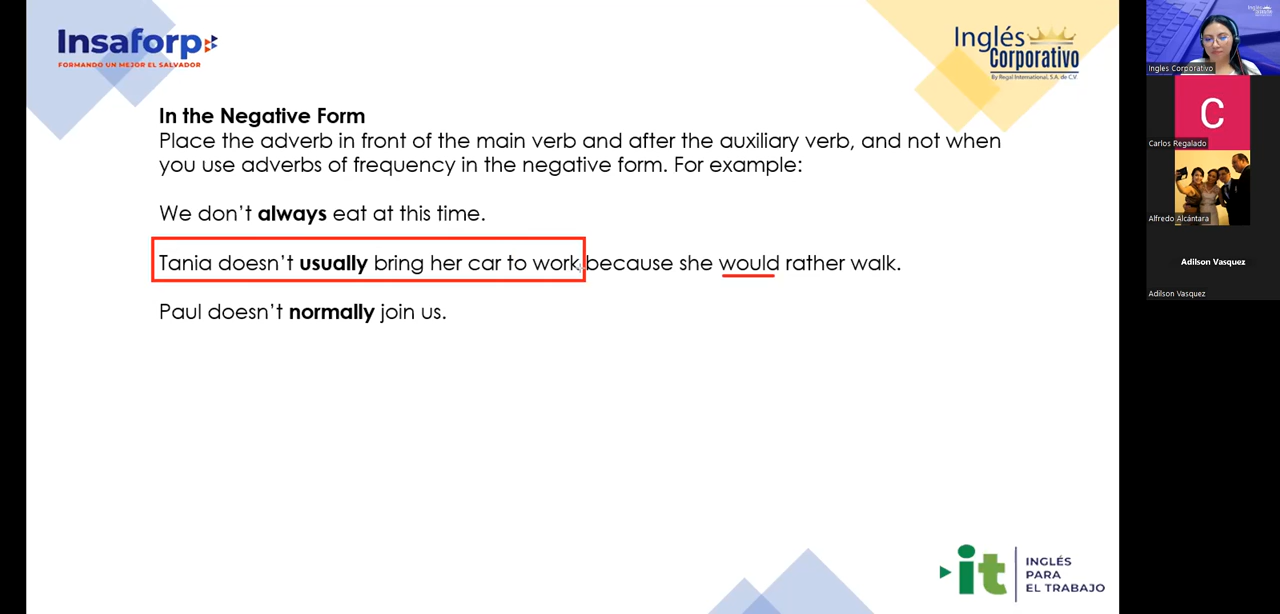 Insaforp
FORMANDO UN MEJOR EL SALVADOR
Inglés
Corporativo
By Regal International, S.A. de C.V
In the Negative Form
Place the adverb in front of the main verb and after the auxiliary verb, and not when
you use adverbs of frequency in the negative form. For example:
We don't always eat at this time.
Tania doesn't usually bring her car to work because she would rather walk.
Paul doesn't normally join us.
it
INGLÉS
PARA
EL TRABAJO
Ingles Corporativo
C
Carlos Regalado
Alfredo Alcántara
Adilson Vasquez
Adilson Vasquez